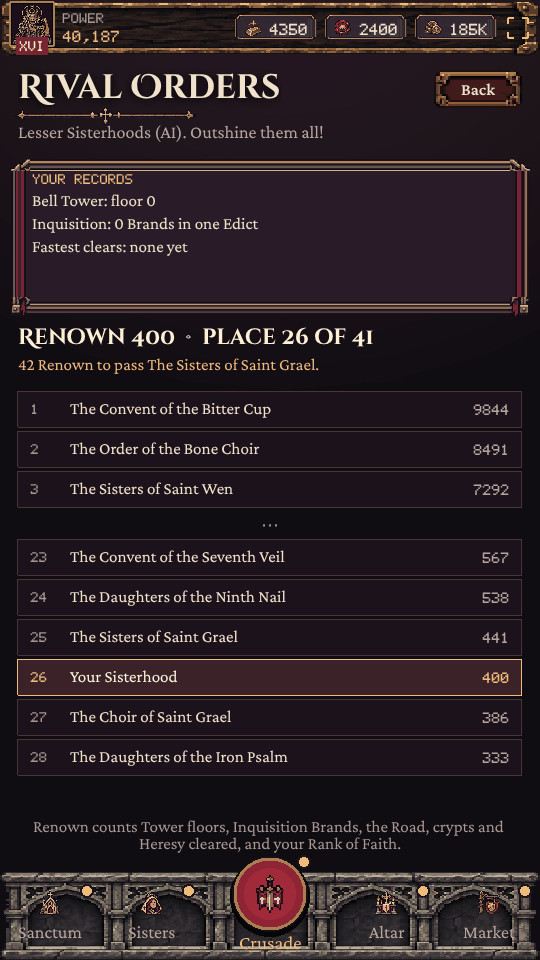 POWER
40,187
XVI
4350
2400
185K
Rival Orders
Back
Lesser Sisterhoods (AI). Outshine them all!
YOUR RECORDS
Bell Tower: floor 0
Inquisition: 0 Brands in one Edict
Fastest clears: none yet
Renown 400 · Place 26 of 41
42 Renown to pass The Sisters of Saint Grael.
1 The Convent of the Bitter Cup 9844
2 The Order of the Bone Choir 8491
3 The Sisters of Saint Wen 7292
...
23 The Convent of the Seventh Veil 567
24 The Daughters of the Ninth Nail 538
25 The Sisters of Saint Grael 441
26 Your Sisterhood 400
27 The Choir of Saint Grael 386
28 The Daughters of the Iron Psalm 333
Renown counts Tower floors, Inquisition Brands, the Road, crypts and
Heresy cleared, and your Rank of Faith.
Sanctum
Sisters
Crusade
Altar
Market